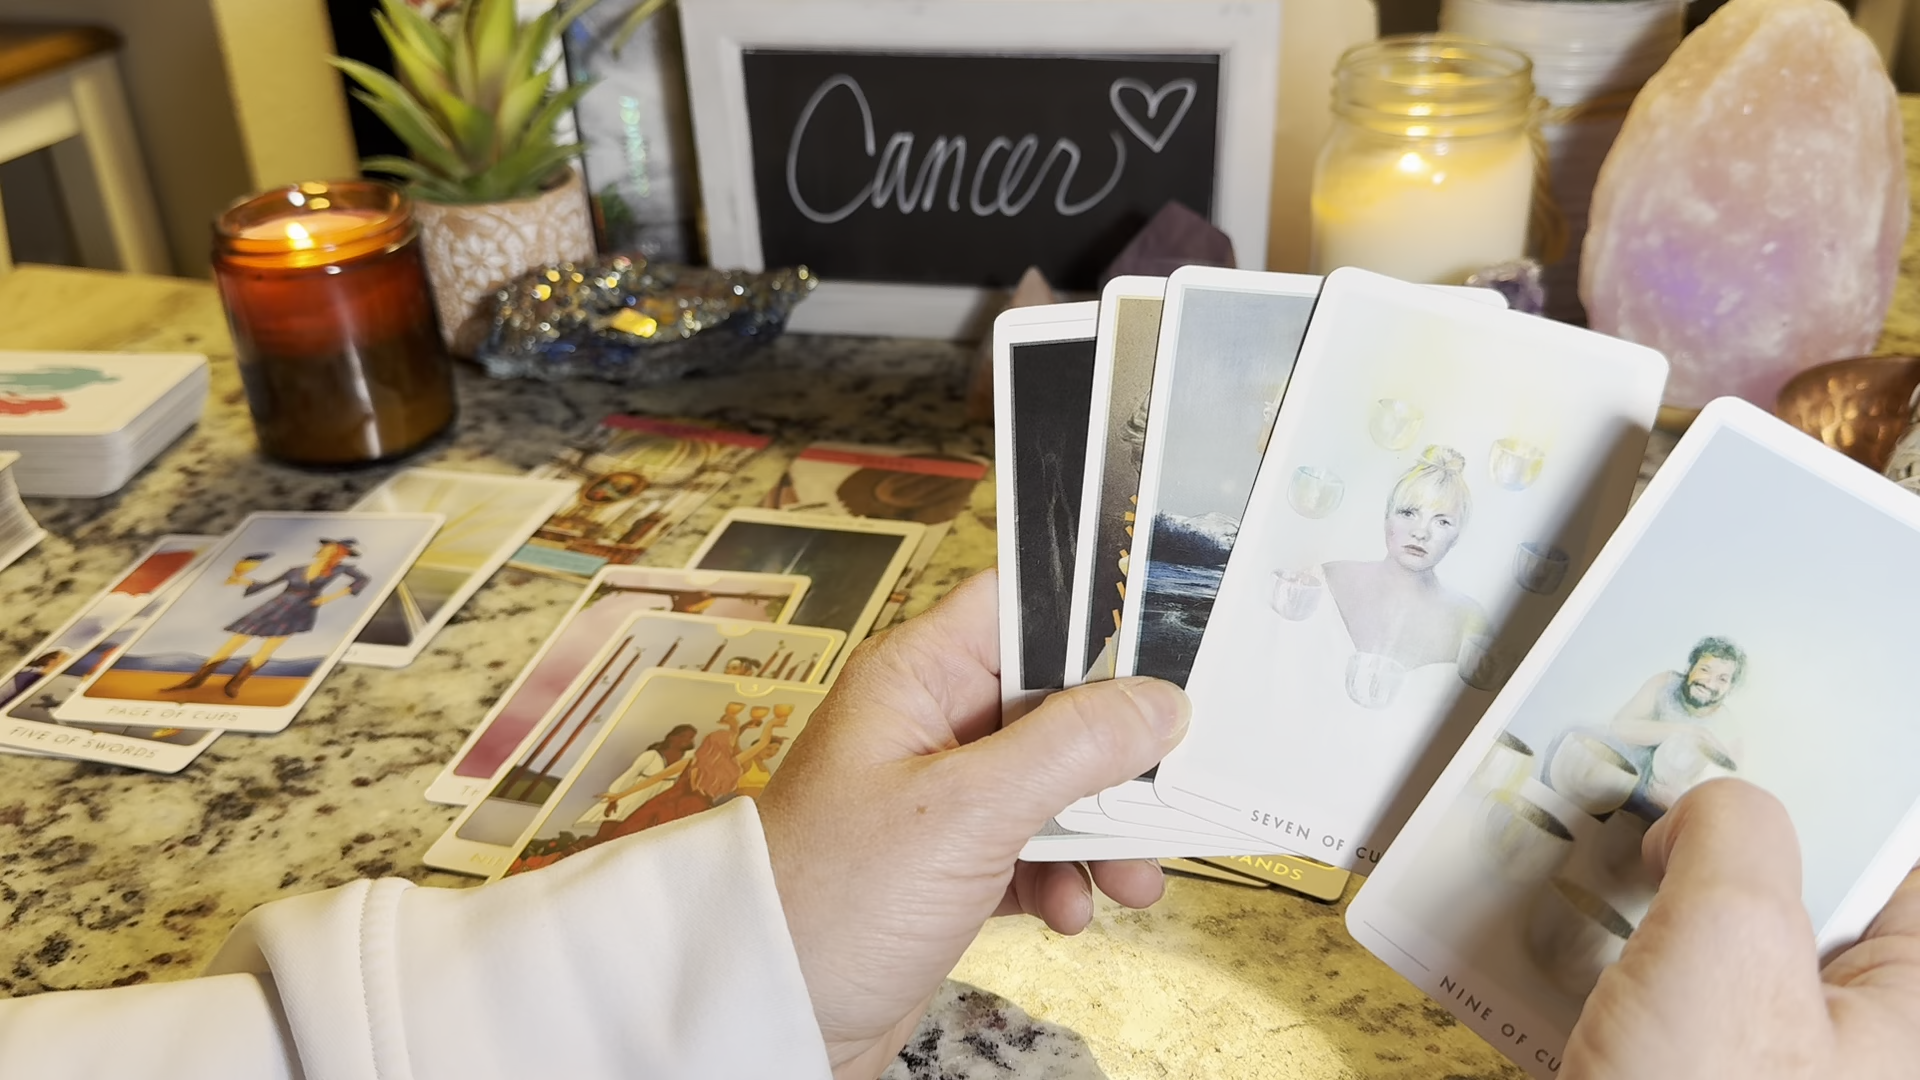 Cancer
PAGE OF CUPS
FIVE OF SWORDS
SEVEN OF CU
WANDS
NINE OF CU